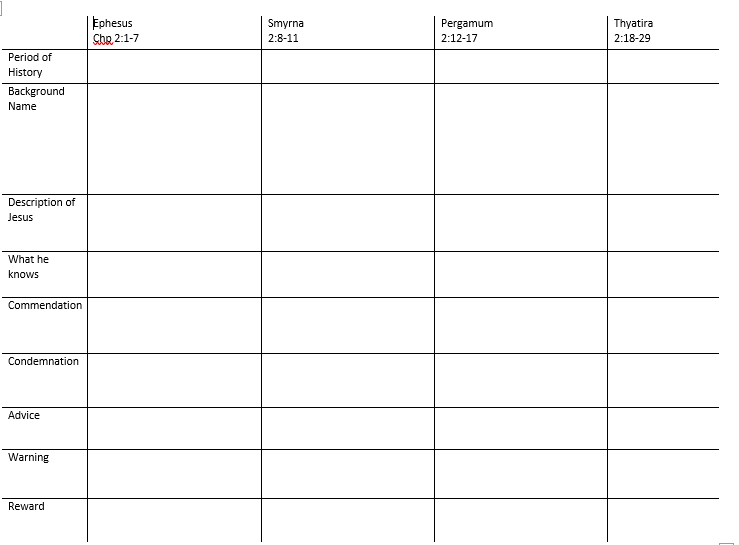 Ephesus
Chp 2:1-7
Smyrna
2:8-11
Pergamum
2:12-17
Thyatira
2:18-29
Period of
History
Background
Name
Description of
Jesus
What he
knows
Commendation
Condemnation
Advice
Warning
Reward